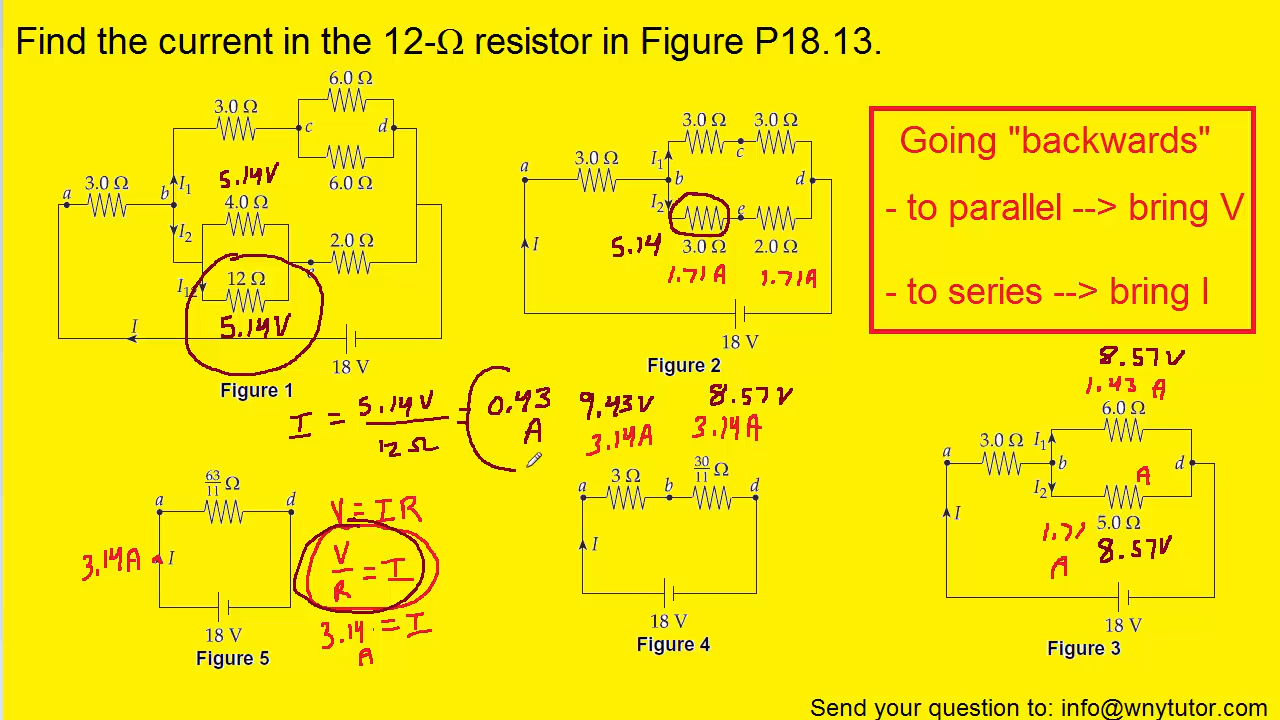 Find the current in the 12-Ω resistor in Figure P18.13.
6.0 Ω
3.0 Ω
c
d
6.0 Ω
5.14V
3.0 Ω
a
b
I₁
4.0 Ω
I₂
2.0 Ω
e
12 Ω
I₁₂
5.14V
I
18 V
Figure 1
3.0 Ω
3.0 Ω
c
3.0 Ω
a
I₁
b
d
I₂
e
5.14
3.0 Ω
2.0 Ω
I
1.71A
1.71A
18 V
Figure 2
Going "backwards"
- to parallel --> bring V
- to series --> bring I
I = 5.14V
12 Ω
= 0.43
A
9.43V
8.57V
3.14A
3.14A
8.57V
1.43 A
6.0 Ω
3.0 Ω
I₁
a
b
d
I₂
A
I
5.0 Ω
1.71
A
8.57V
18 V
Figure 3
3 Ω
30/11 Ω
a
b
d
I
18 V
Figure 4
63/11 Ω
a
d
V = IR
3.14A
I
V
R
= I
3.14 = I
A
18 V
Figure 5
Send your question to: info@wnytutor.com